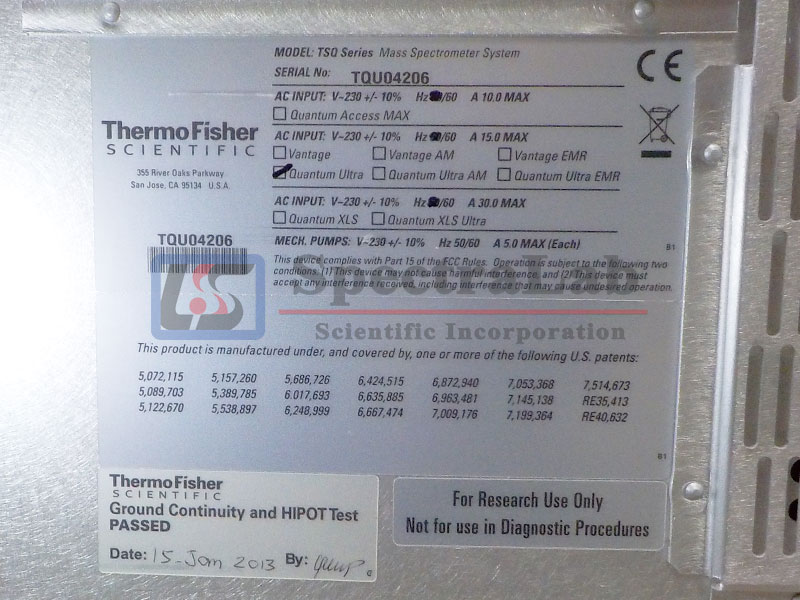 MODEL: TSQ Series Mass Spectrometer System
SERIAL No: TQU04206
AC INPUT: V~230 +/- 10% Hz /60 A 10.0 MAX
Quantum Access MAX
ThermoFisher
SCIENTIFIC
355 River Oaks Parkway
San Jose, CA 95134 U.S.A.
AC INPUT: V~230 +/- 10% Hz /60 A 15.0 MAX
Vantage Vantage AM Vantage EMR
Quantum Ultra Quantum Ultra AM Quantum Ultra EMR
AC INPUT: V~230 +/- 10% Hz /60 A 30.0 MAX
Quantum XLS Quantum XLS Ultra
TQU04206
MECH. PUMPS: V~230 +/- 10% Hz 50/60 A 5.0 MAX (Each)
B1
This device complies with Part 15 of the FCC Rules. Operation is subject to the following two
conditions: (1) This device may not cause harmful interference, and (2) This device must
accept any interference received, including interference that may cause undesired operation.
SpectraLab
Scientific Incorporation
This product is manufactured under, and covered by, one or more of the following U.S. patents:
5,072,115 5,157,260 5,686,726 6,424,515 6,872,940 7,053,368 7,514,673
5,089,703 5,389,785 6.017,693 6,635,885 6,963,481 7,145,138 RE35,413
5,122,670 5,538,897 6,248,999 6,667,474 7,009,176 7,199,364 RE40,632
B1
ThermoFisher
SCIENTIFIC
Ground Continuity and HIPOT Test
PASSED
Date: 15-Jan 2013 By:
For Research Use Only
Not for use in Diagnostic Procedures
CE